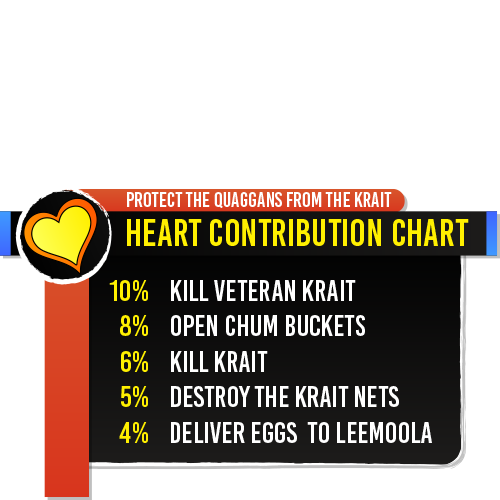 PROTECT THE QUAGGANS FROM THE KRAIT
HEART CONTRIBUTION CHART
10% KILL VETERAN KRAIT
8% OPEN CHUM BUCKETS
6% KILL KRAIT
5% DESTROY THE KRAIT NETS
4% DELIVER EGGS TO LEEMOOLA